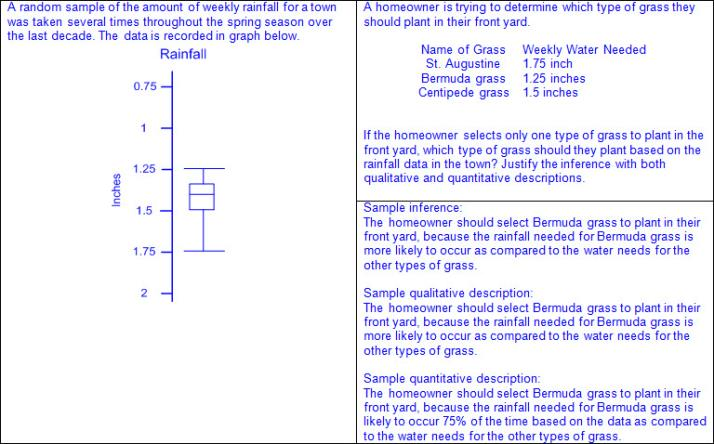 A random sample of the amount of weekly rainfall for a town
was taken several times throughout the spring season over
the last decade. The data is recorded in graph below.
Rainfall
0.75
1
1.25
1.5
1.75
2
Inches
A homeowner is trying to determine which type of grass they
should plant in their front yard.
Name of Grass Weekly Water Needed
St. Augustine 1.75 inch
Bermuda grass 1.25 inches
Centipede grass 1.5 inches
If the homeowner selects only one type of grass to plant in the
front yard, which type of grass should they plant based on the
rainfall data in the town? Justify the inference with both
qualitative and quantitative descriptions.
Sample inference:
The homeowner should select Bermuda grass to plant in their
front yard, because the rainfall needed for Bermuda grass is
more likely to occur as compared to the water needs for the
other types of grass.
Sample qualitative description:
The homeowner should select Bermuda grass to plant in their
front yard, because the rainfall needed for Bermuda grass is
more likely to occur as compared to the water needs for the
other types of grass.
Sample quantitative description:
The homeowner should select Bermuda grass to plant in their
front yard, because the rainfall needed for Bermuda grass is
likely to occur 75% of the time based on the data as compared
to the water needs for the other types of grass.